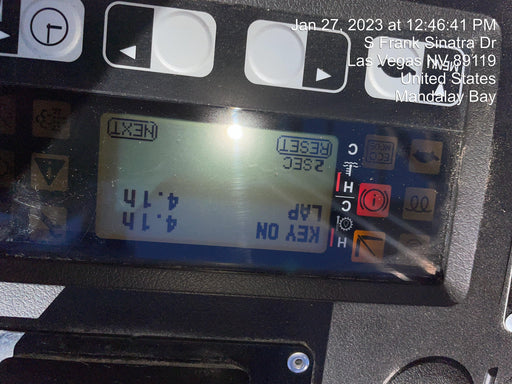 Jan 27, 2023 at 12:46:41 PM
S Frank Sinatra Dr
Las Vegas NV 89119
United States
Mandalay Bay
KEY ON 4.1h
LAP 4.1h
2SEC
RESET NEXT
H C
H C
ECO